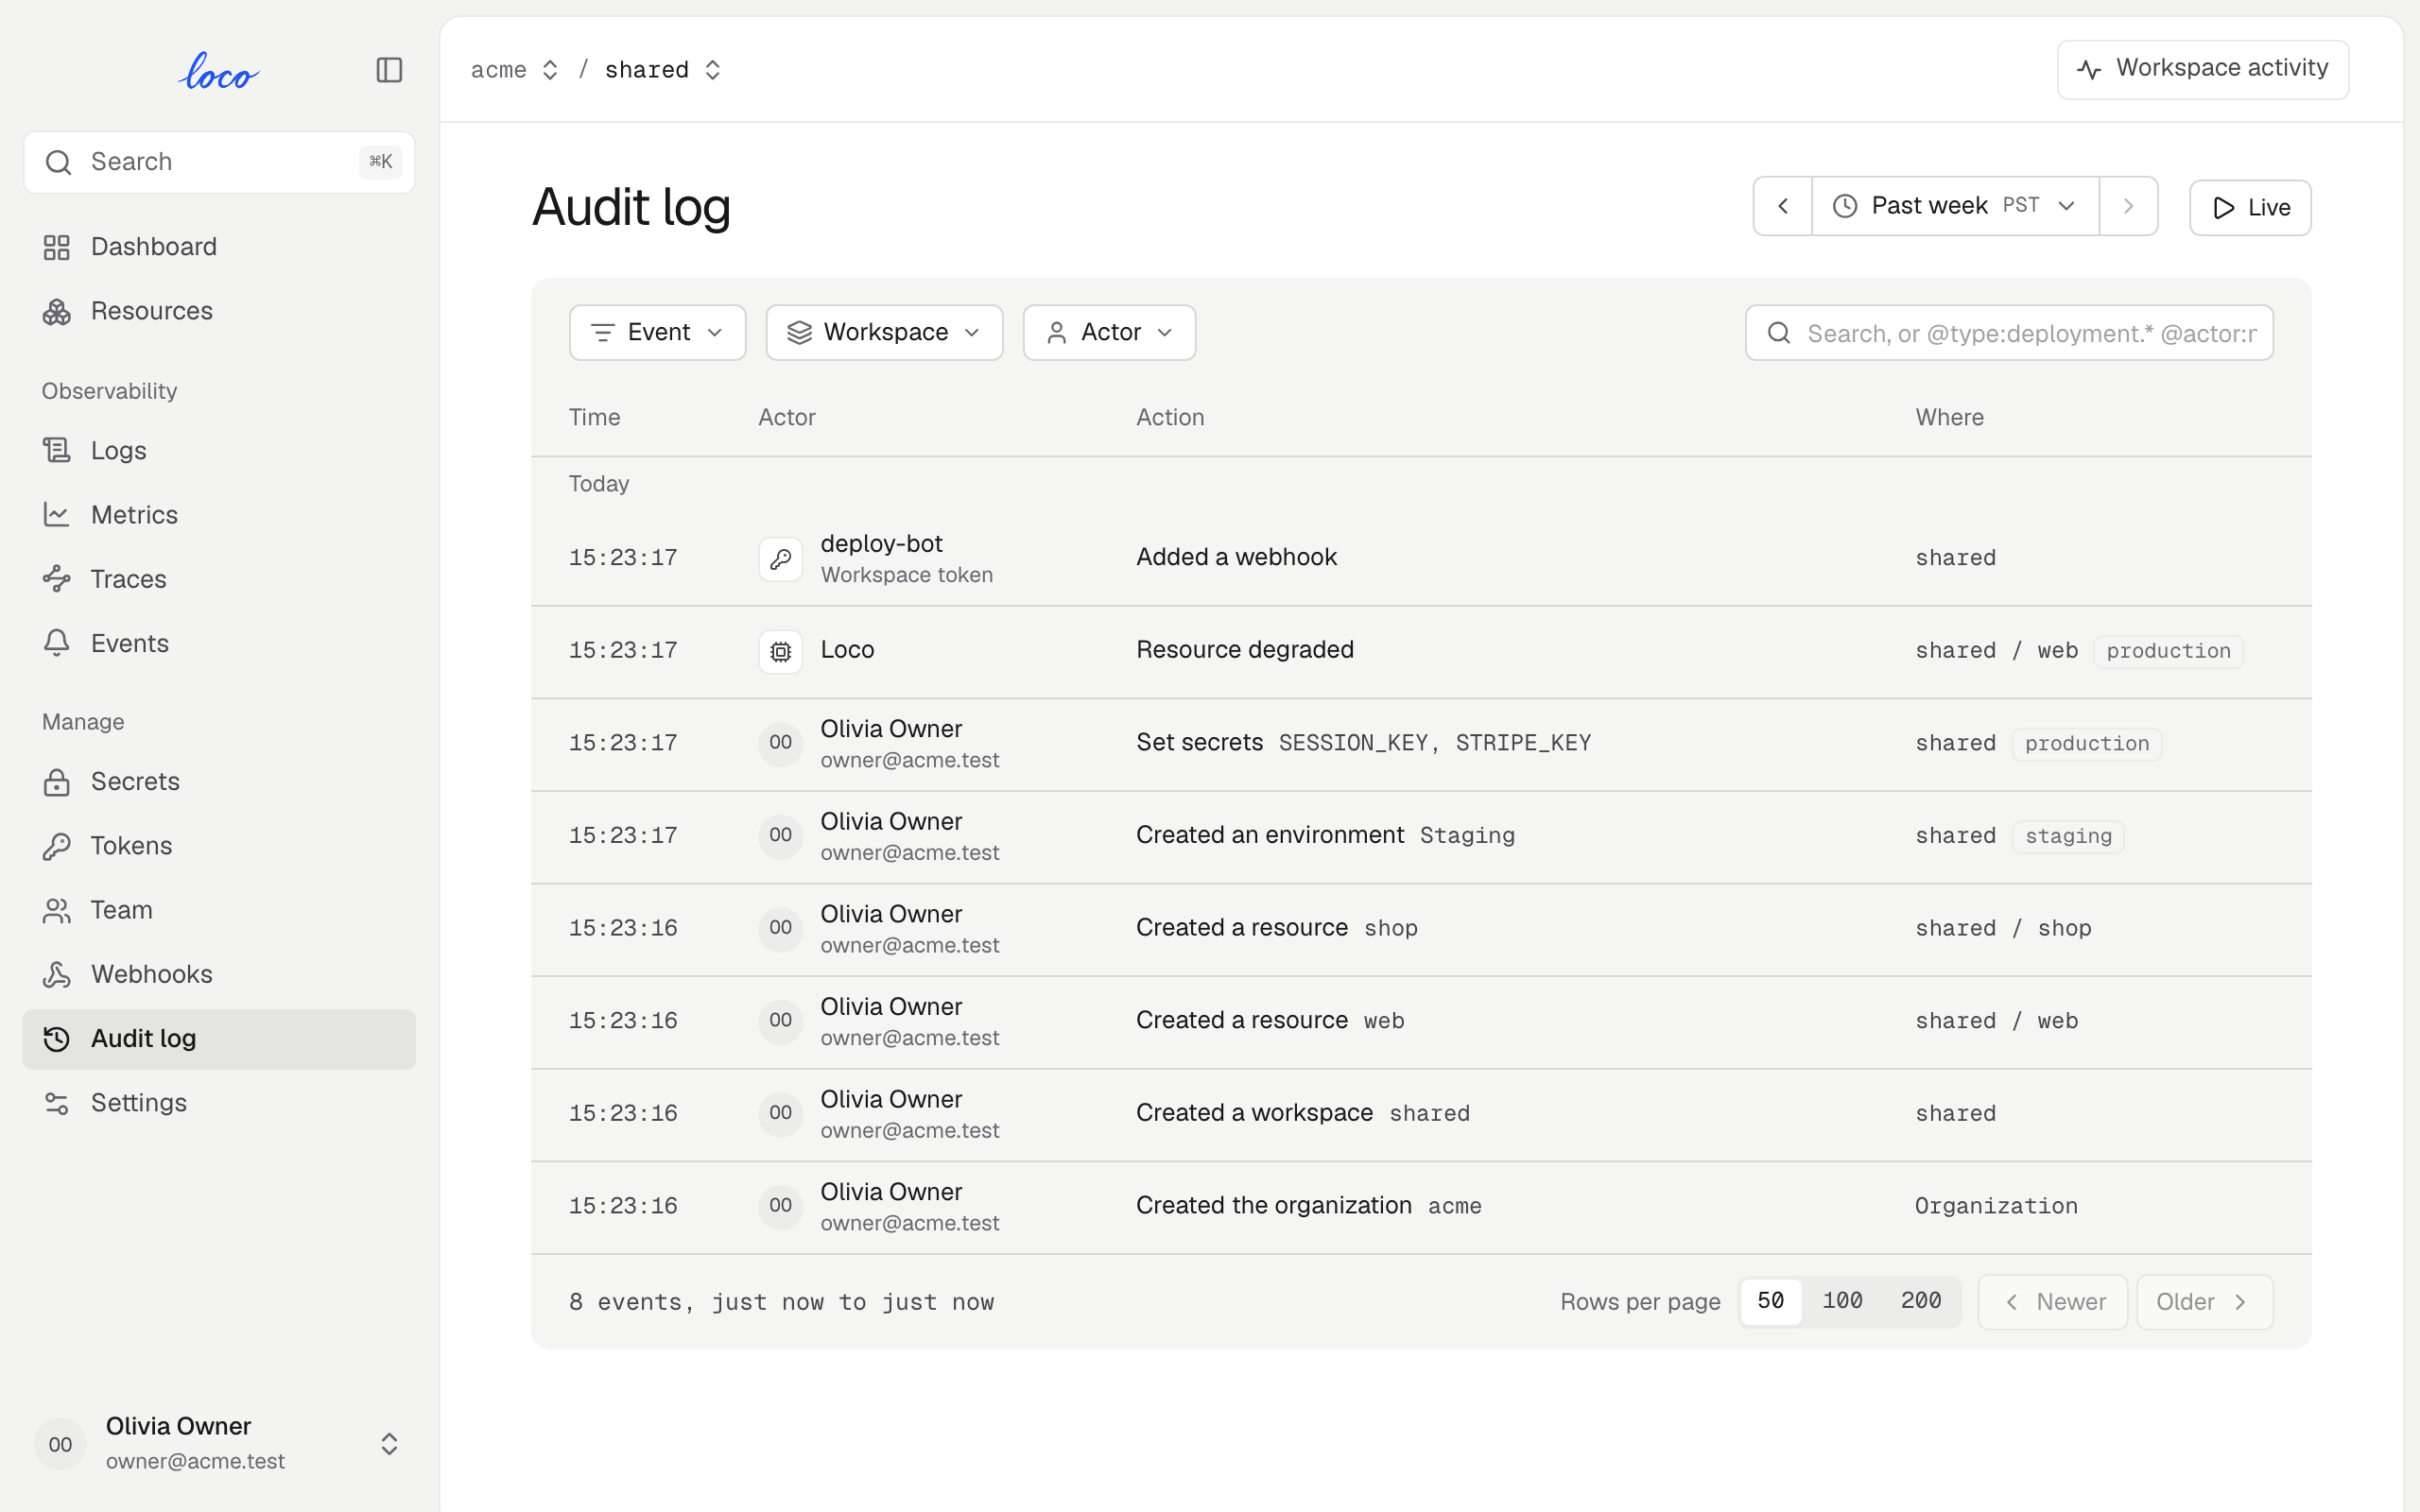 loco
Search ⌘K
Dashboard
Resources
Observability
Logs
Metrics
Traces
Events
Manage
Secrets
Tokens
Team
Webhooks
Audit log
Settings
OO Olivia Owner
owner@acme.test
acme / shared
Workspace activity
Audit log
Past week PST
Live
Event Workspace Actor
Search, or @type:deployment.* @actor:r
Time Actor Action Where
Today
15:23:17 deploy-bot Added a webhook shared
Workspace token
15:23:17 Loco Resource degraded shared / web production
15:23:17 OO Olivia Owner Set secrets SESSION_KEY, STRIPE_KEY shared production
owner@acme.test
15:23:17 OO Olivia Owner Created an environment Staging shared staging
owner@acme.test
15:23:16 OO Olivia Owner Created a resource shop shared / shop
owner@acme.test
15:23:16 OO Olivia Owner Created a resource web shared / web
owner@acme.test
15:23:16 OO Olivia Owner Created a workspace shared shared
owner@acme.test
15:23:16 OO Olivia Owner Created the organization acme Organization
owner@acme.test
8 events, just now to just now
Rows per page 50 100 200 Newer Older